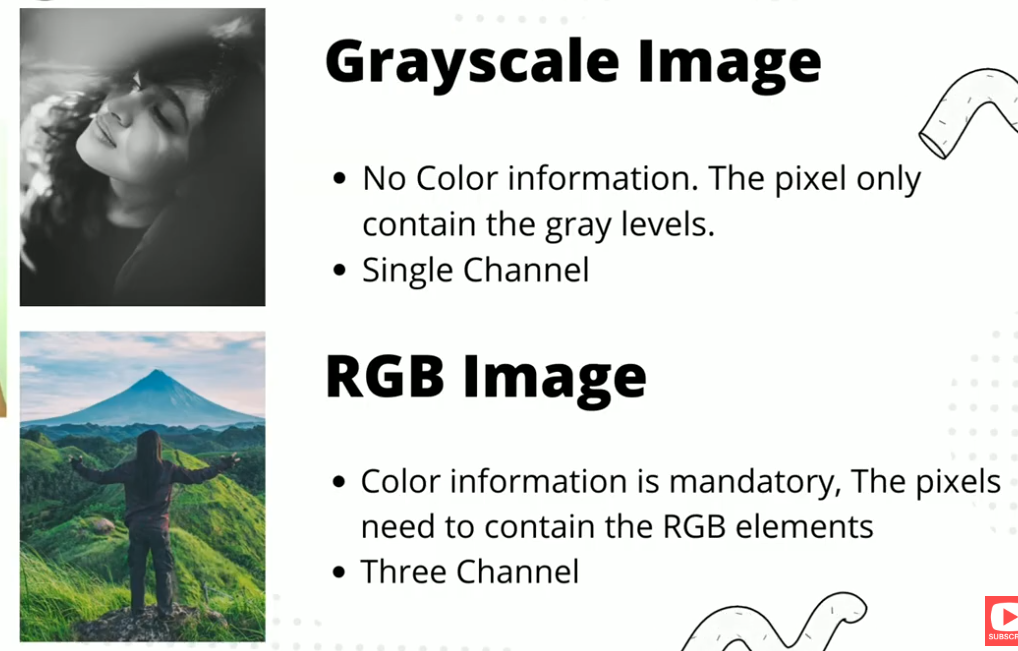 Grayscale Image
• No Color information. The pixel only
contain the gray levels.
• Single Channel
RGB Image
• Color information is mandatory, The pixels
need to contain the RGB elements
• Three Channel